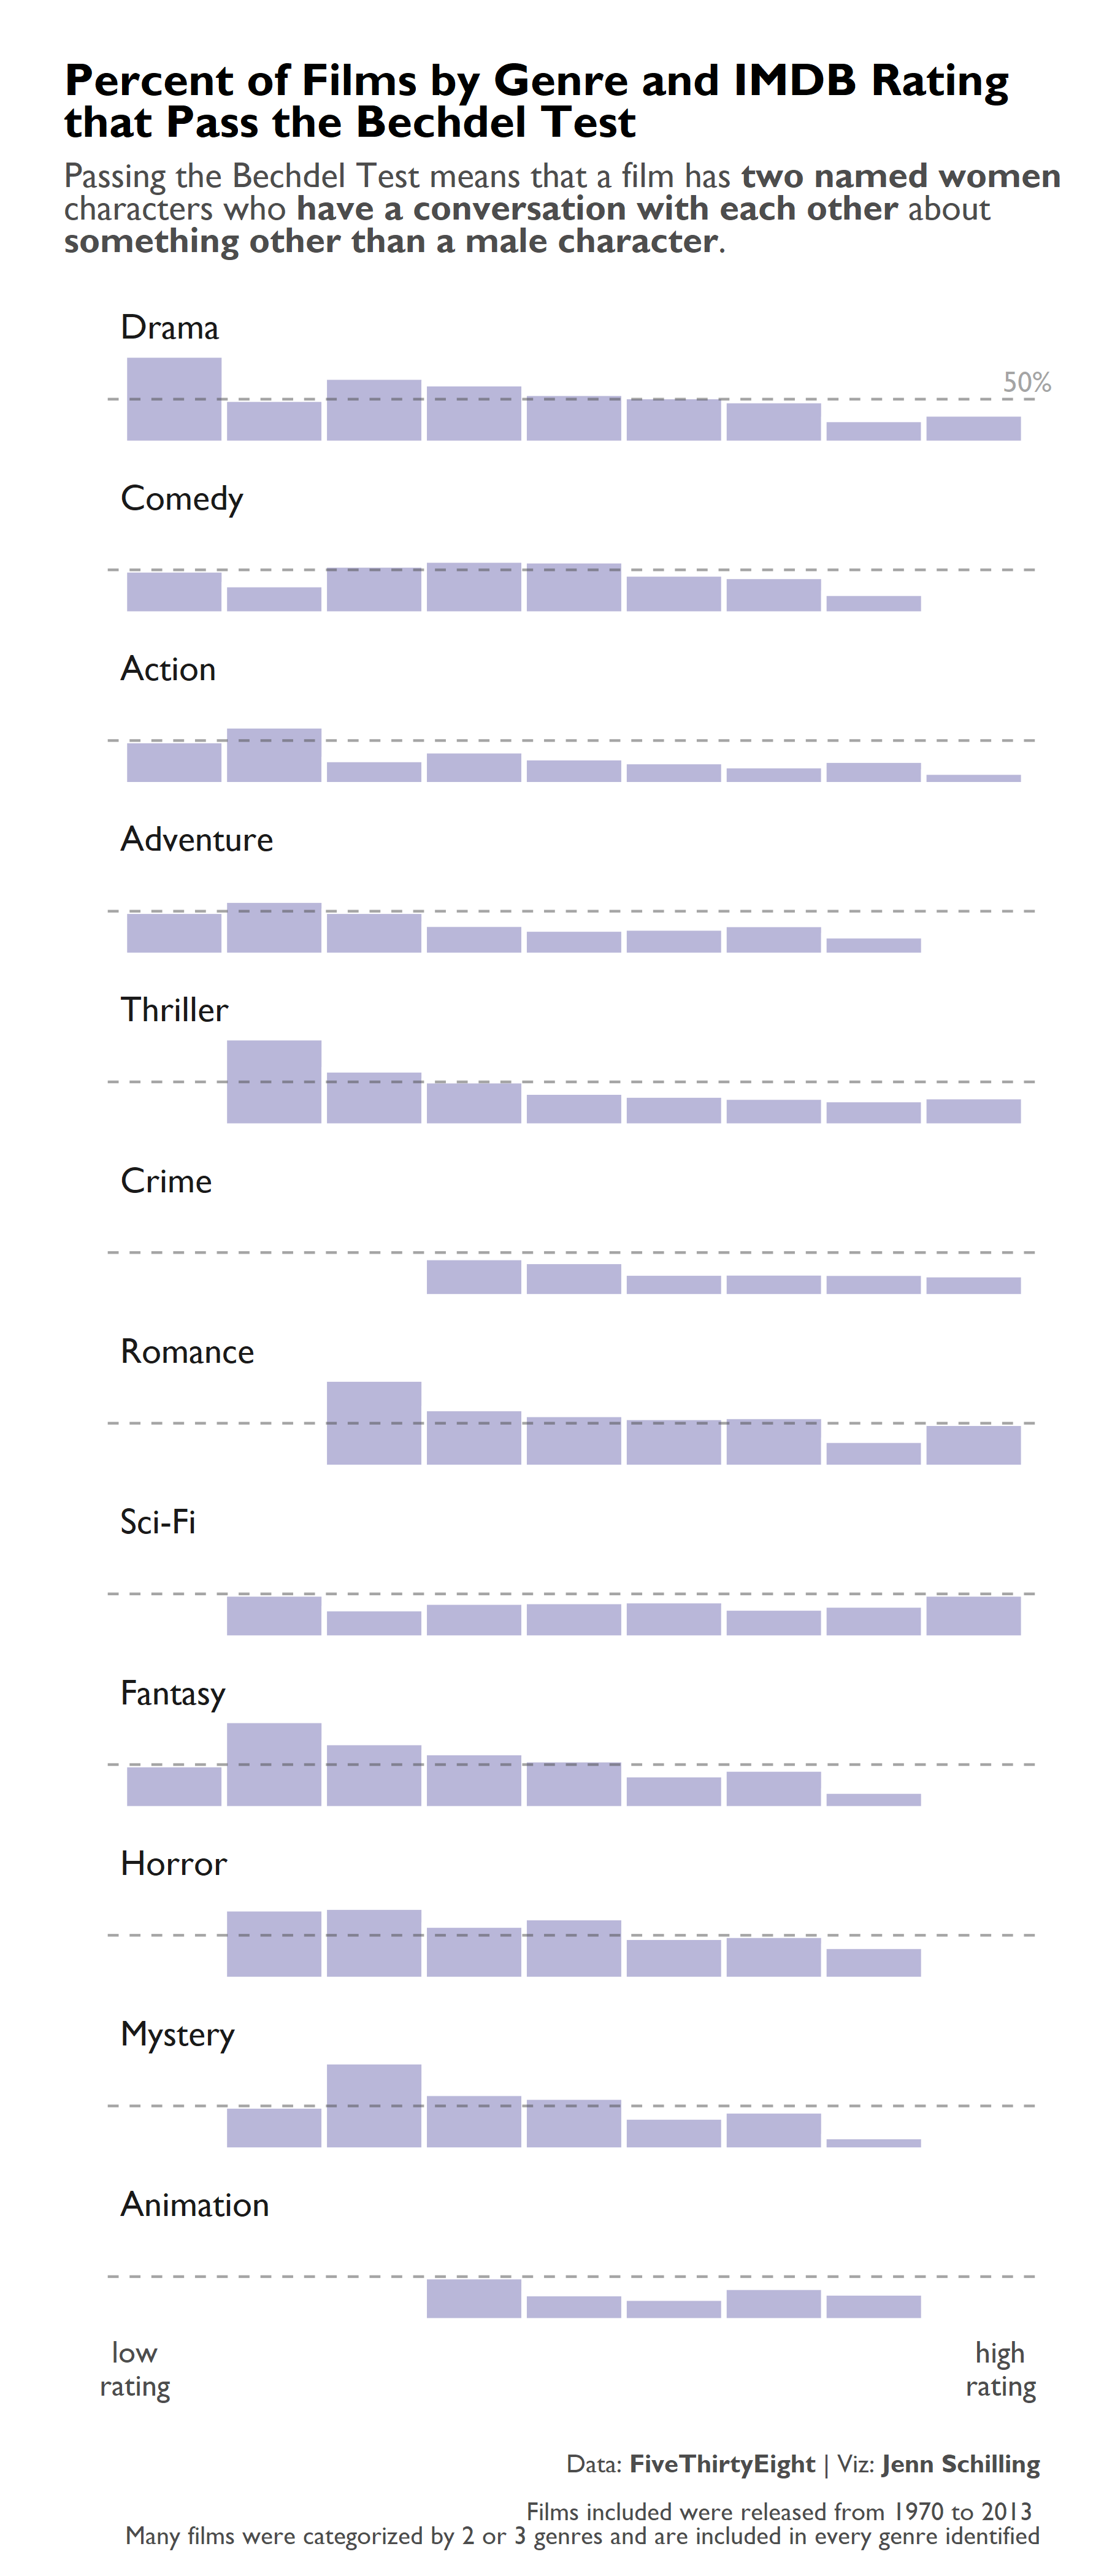 Percent of Films by Genre and IMDB Rating
that Pass the Bechdel Test
Passing the Bechdel Test means that a film has two named women
characters who have a conversation with each other about
something other than a male character.
Drama
50%
Comedy
Action
Adventure
Thriller
Crime
Romance
Sci-Fi
Fantasy
Horror
Mystery
Animation
low
rating
high
rating
Data: FiveThirtyEight | Viz: Jenn Schilling
Films included were released from 1970 to 2013
Many films were categorized by 2 or 3 genres and are included in every genre identified